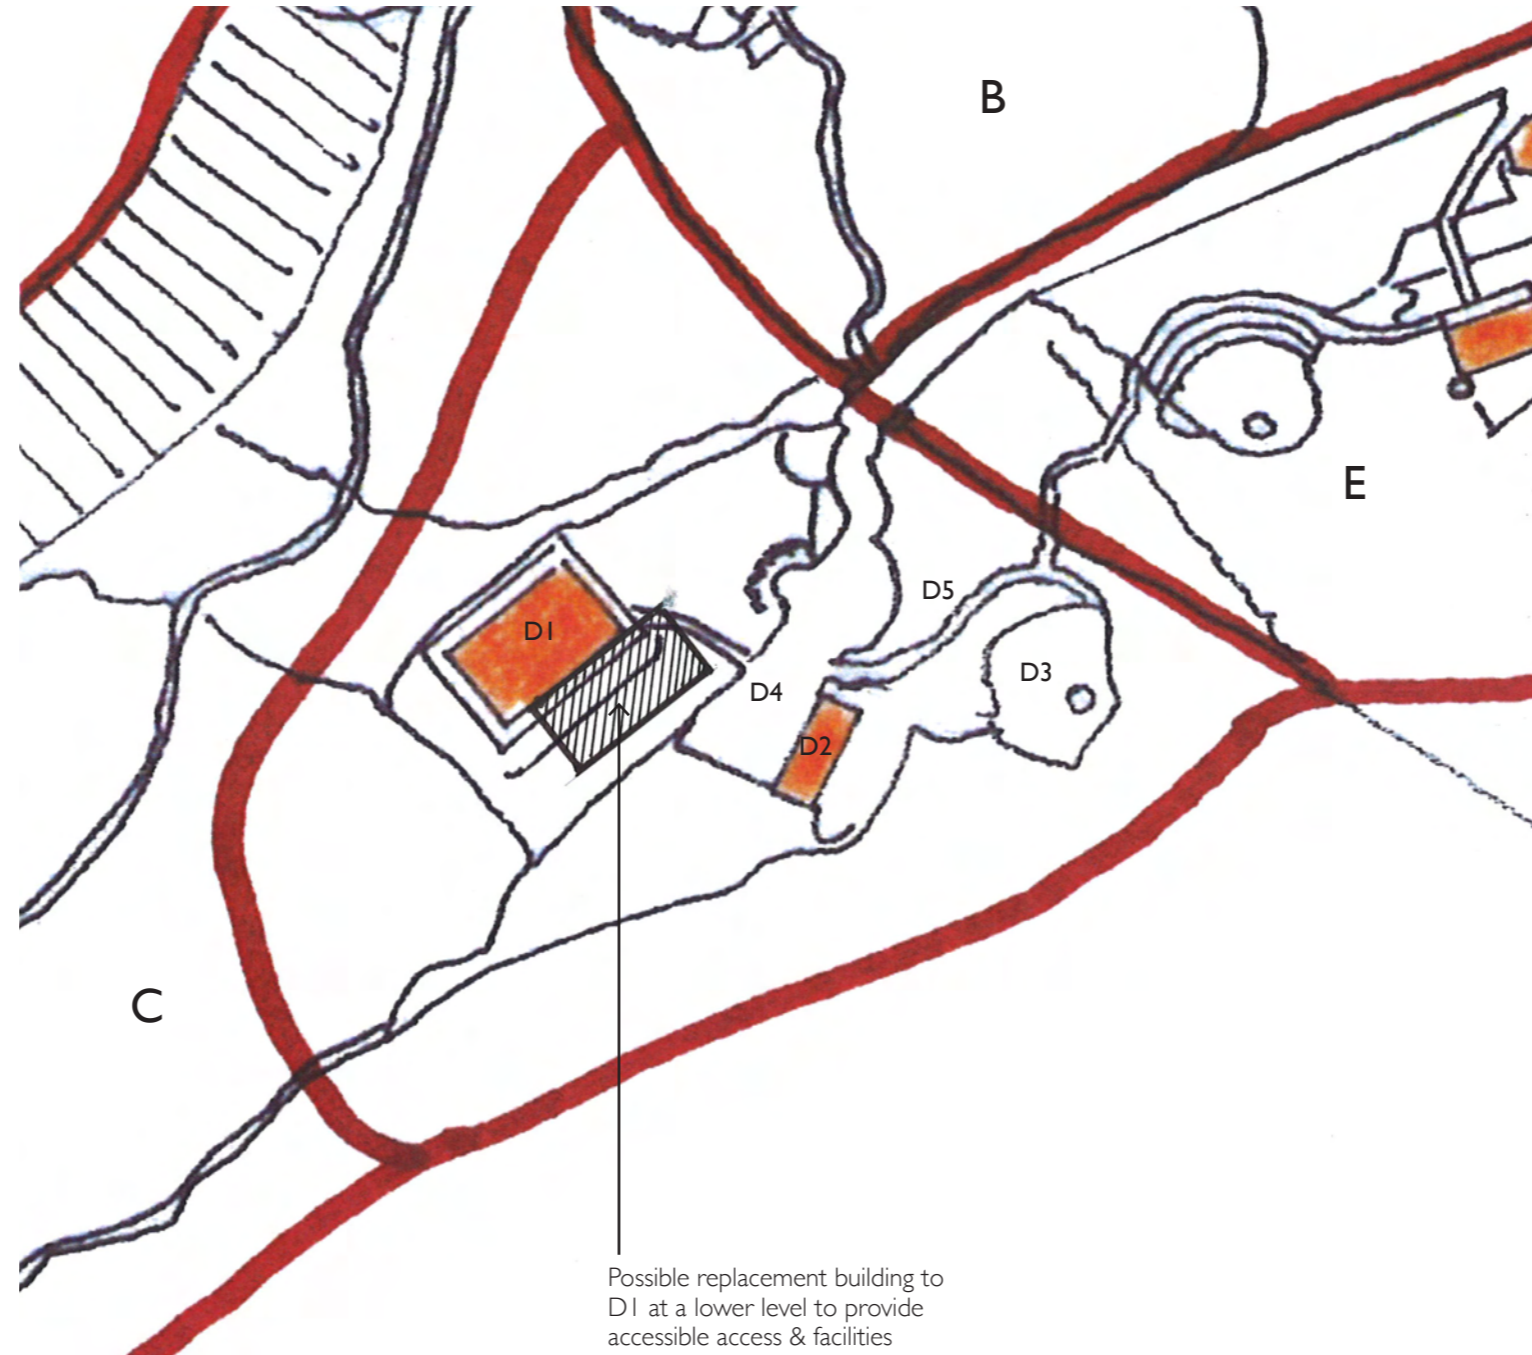 B
E
D5
D1
D3
D4
D2
C
Possible replacement building to
D1 at a lower level to provide
accessible access & facilities